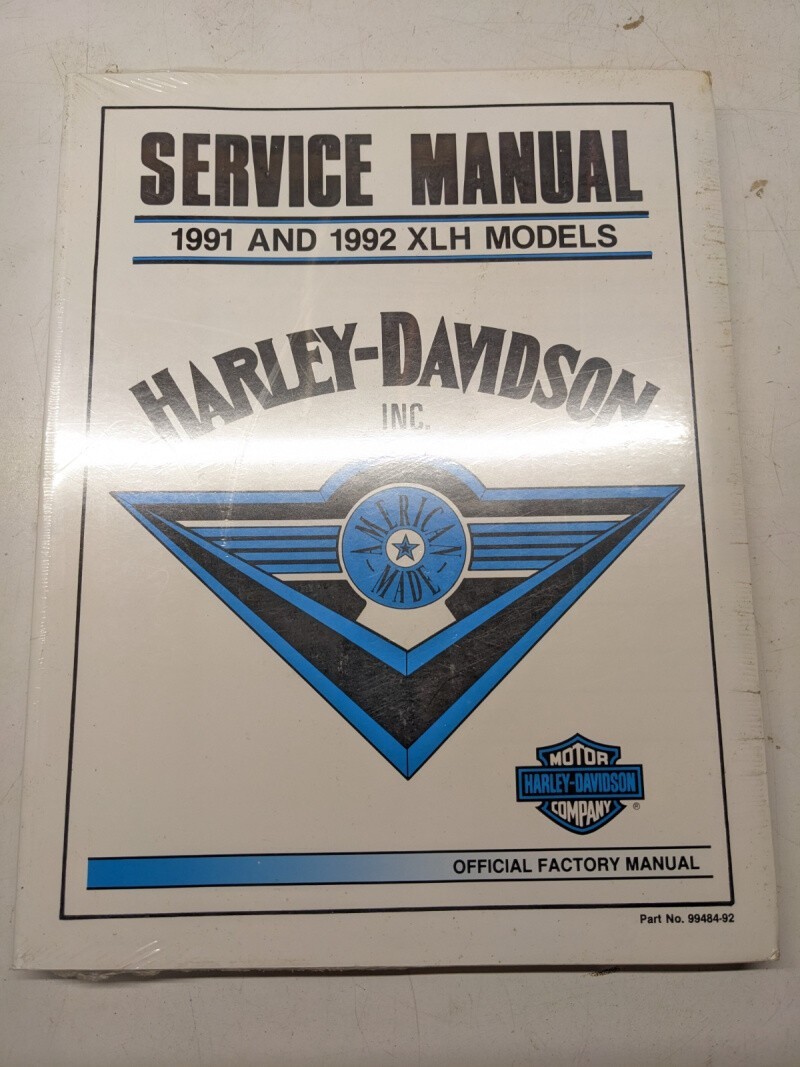 SERVICE MANUAL
1991 AND 1992 XLH MODELS
HARLEY-DAVIDSON
INC.
AMERICAN
MADE
MOTOR
HARLEY-DAVIDSON
COMPANY
®
OFFICIAL FACTORY MANUAL
Part No. 99484-92